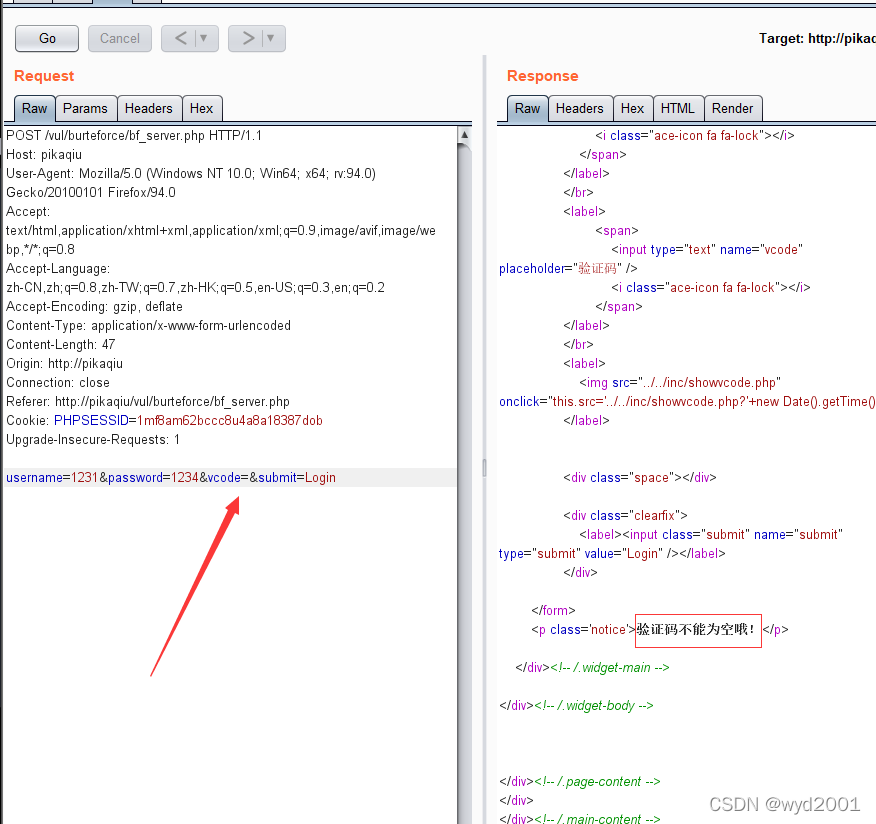 Go
Cancel
<
▼
>
▼
Target: http://pikac
Request
Raw
Params
Headers
Hex
POST /vul/burteforce/bf_server.php HTTP/1.1
Host: pikaqiu
User-Agent: Mozilla/5.0 (Windows NT 10.0; Win64; x64; rv:94.0)
Gecko/20100101 Firefox/94.0
Accept:
text/html,application/xhtml+xml,application/xml;q=0.9,image/avif,image/we
bp,*/*;q=0.8
Accept-Language:
zh-CN,zh;q=0.8,zh-TW;q=0.7,zh-HK;q=0.5,en-US;q=0.3,en;q=0.2
Accept-Encoding: gzip, deflate
Content-Type: application/x-www-form-urlencoded
Content-Length: 47
Origin: http://pikaqiu
Connection: close
Referer: http://pikaqiu/vul/burteforce/bf_server.php
Cookie: PHPSESSID=1mf8am62bccc8u4a8a18387dob
Upgrade-Insecure-Requests: 1
username=1231&password=1234&vcode=&submit=Login
Response
Raw
Headers
Hex
HTML
Render
<i class="ace-icon fa fa-lock"></i>
</span>
</label>
</br>
<label>
<span>
<input type="text" name="vcode"
placeholder="验证码" />
<i class="ace-icon fa fa-lock"></i>
</span>
</label>
</br>
<label>
<img src="../../inc/showvcode.php"
onclick="this.src='../../inc/showvcode.php?'+new Date().getTime()
</label>
<div class="space"></div>
<div class="clearfix">
<label><input class="submit" name="submit"
type="submit" value="Login" /></label>
</div>
</form>
<p class='notice'>验证码不能为空哦！</p>
</div><!-- /.widget-main -->
</div><!-- /.widget-body -->
</div><!-- /.page-content -->
</div>
</div><!-- /.main-content -->
CSDN @wyd2001